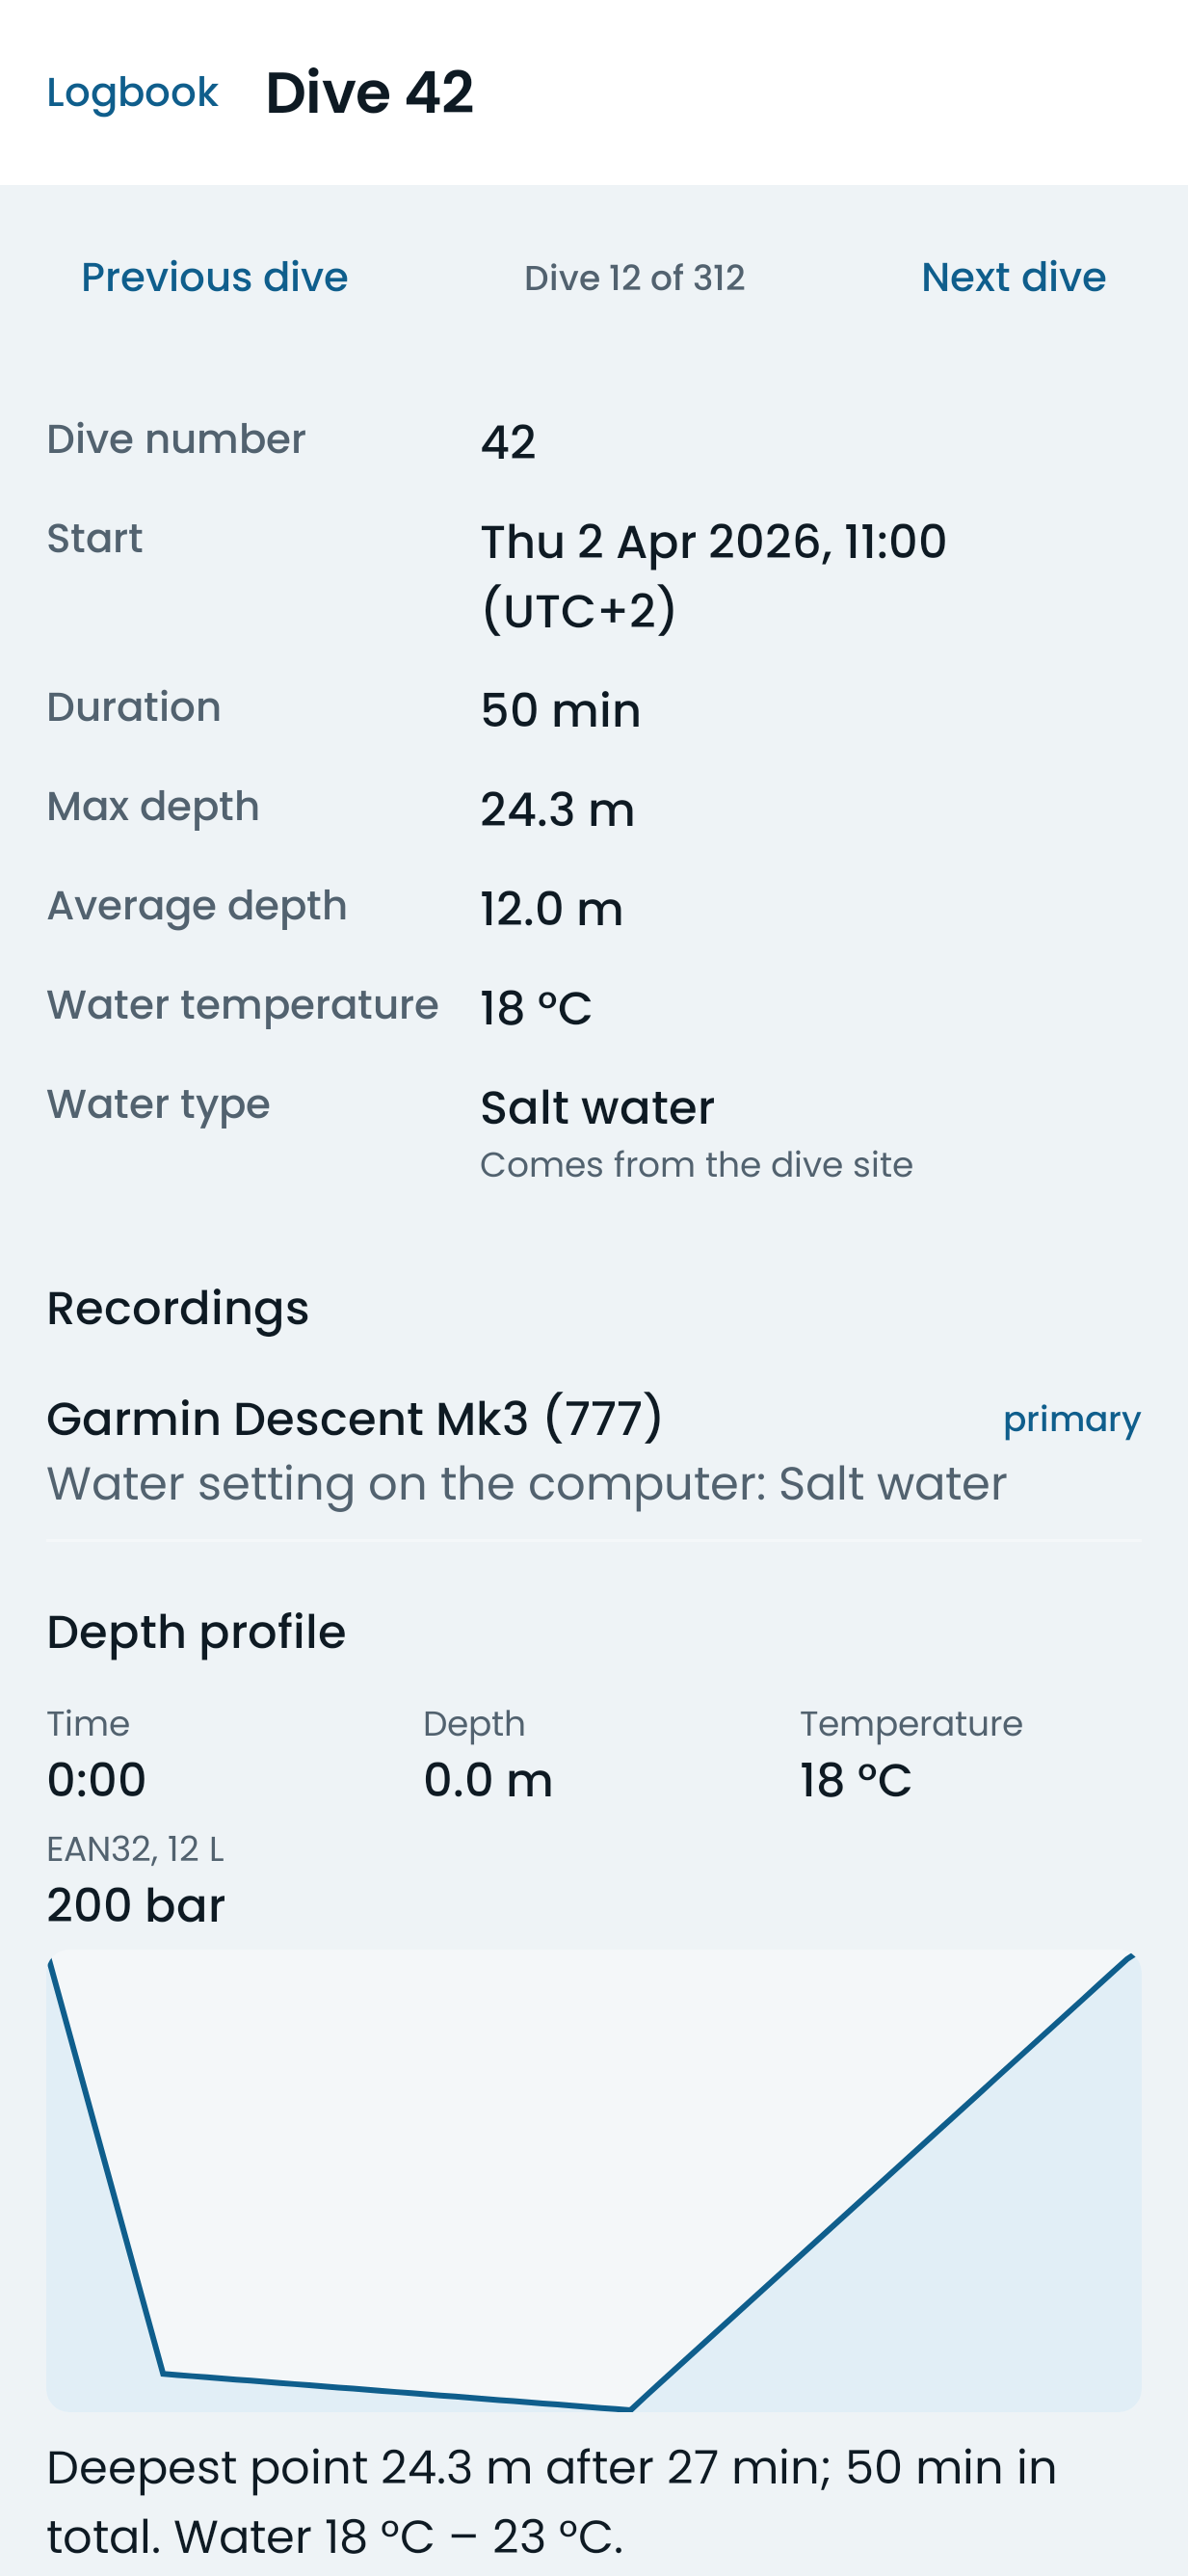 Logbook Dive 42
Previous dive Dive 12 of 312 Next dive
Dive number 42
Start Thu 2 Apr 2026, 11:00
(UTC+2)
Duration 50 min
Max depth 24.3 m
Average depth 12.0 m
Water temperature 18 °C
Water type Salt water
Comes from the dive site
Recordings
Garmin Descent Mk3 (777) primary
Water setting on the computer: Salt water
Depth profile
Time Depth Temperature
0:00 0.0 m 18 °C
EAN32, 12 L
200 bar
Deepest point 24.3 m after 27 min; 50 min in
total. Water 18 °C – 23 °C.